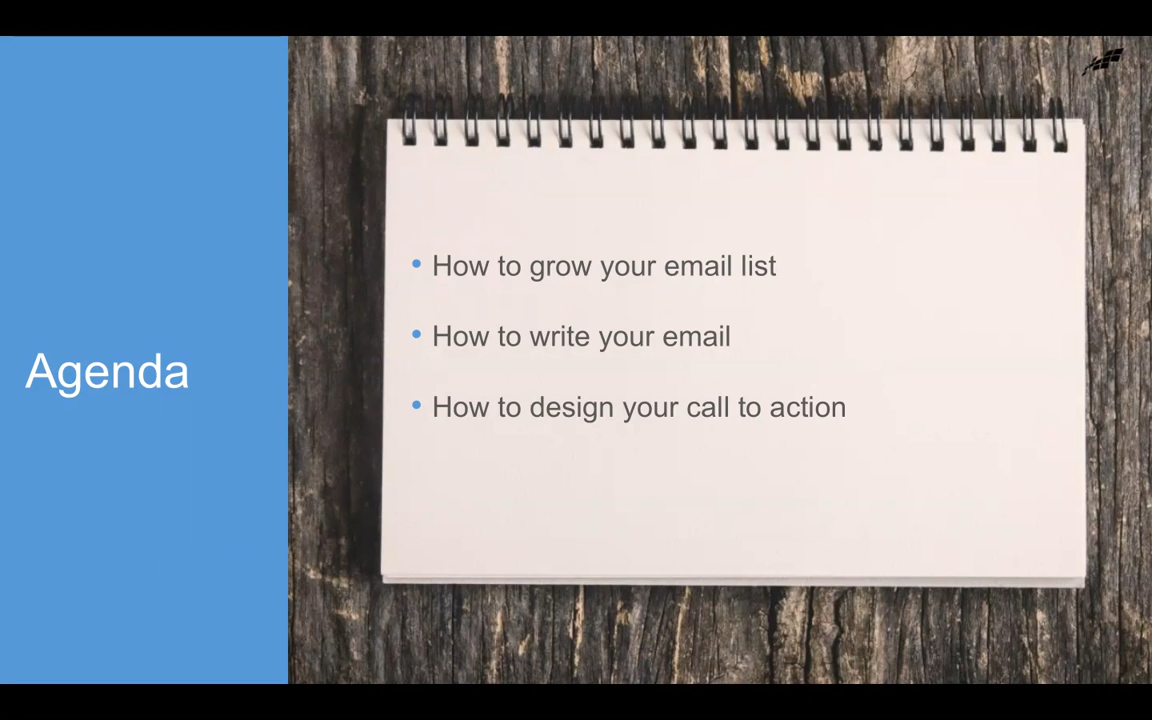 Agenda
• How to grow your email list
• How to write your email
• How to design your call to action